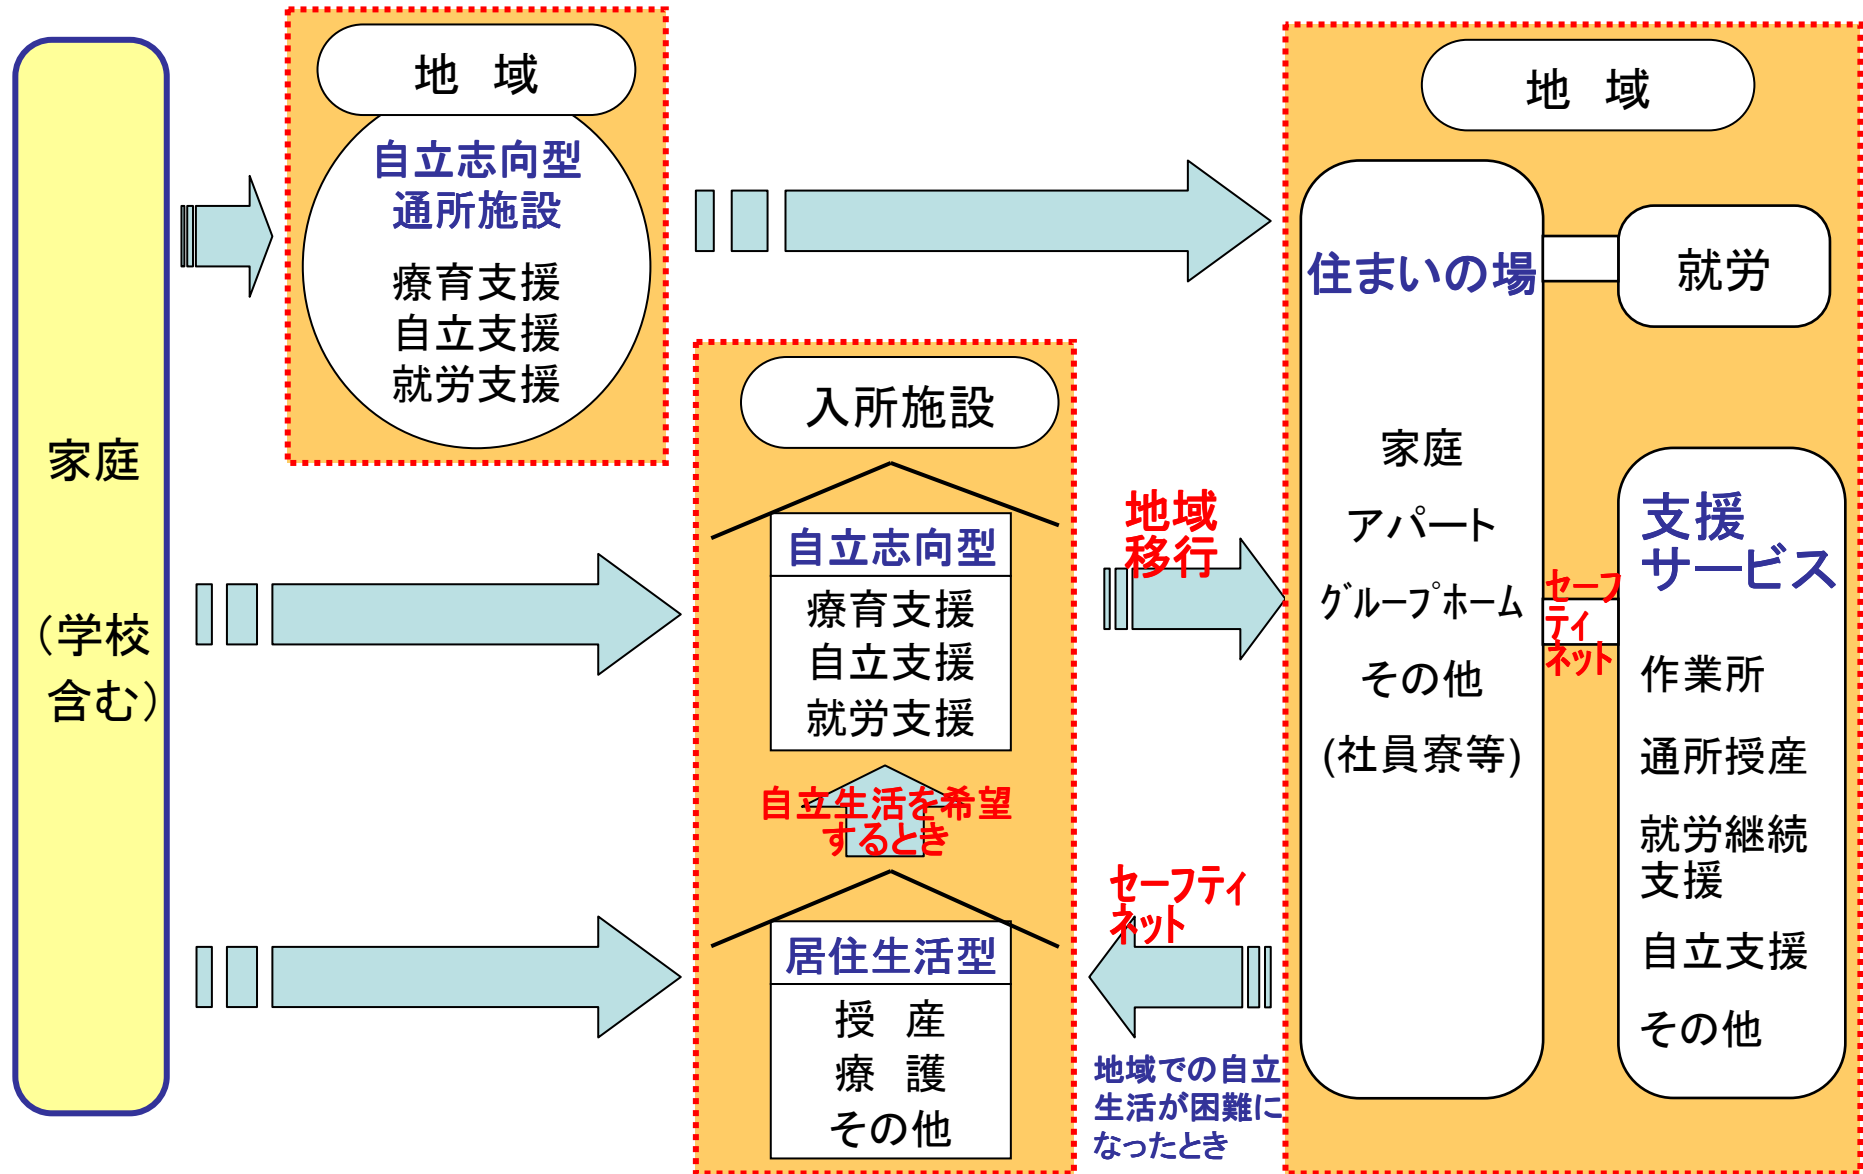 家庭
（学校
含む）
地　域
自立志向型
通所施設
療育支援
自立支援
就労支援
入所施設
自立志向型
療育支援
自立支援
就労支援
自立生活を希望
するとき
居住生活型
授　産
療　護
その他
地域
移行
セーフティ
ネット
地域での自立
生活が困難に
なったとき
地　域
住まいの場
家庭
アパート
グループホーム
その他
(社員寮等)
就労
セーフ
ティ
ネット
支援
サービス
作業所
通所授産
就労継続
支援
自立支援
その他